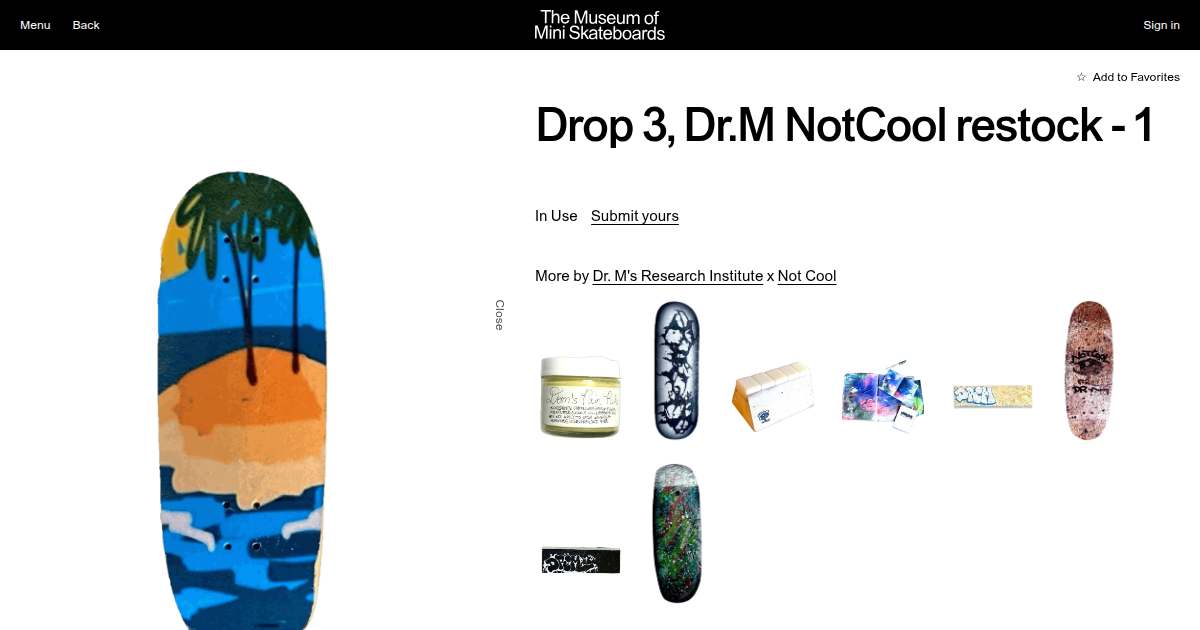 Menu
Back
The Museum of
Mini Skateboards
Sign in
☆ Add to Favorites
Drop 3, Dr.M NotCool restock - 1
In Use Submit yours
More by Dr. M's Research Institute x Not Cool
Close